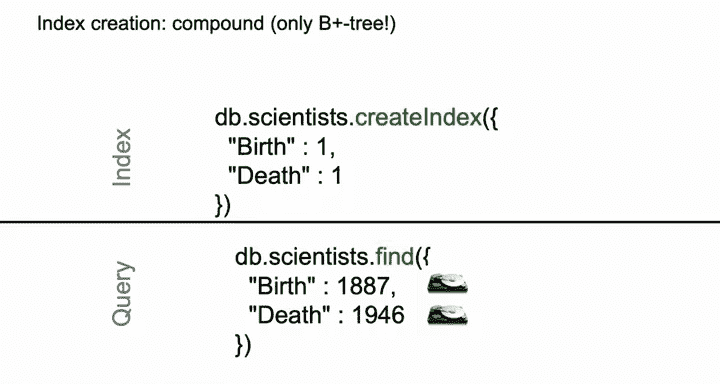 Index creation: compound (only B+-tree!)
Index
db.scientists.createIndex({
"Birth" : 1,
"Death" : 1
})
Query
db.scientists.find({
"Birth" : 1887,
"Death" : 1946
})